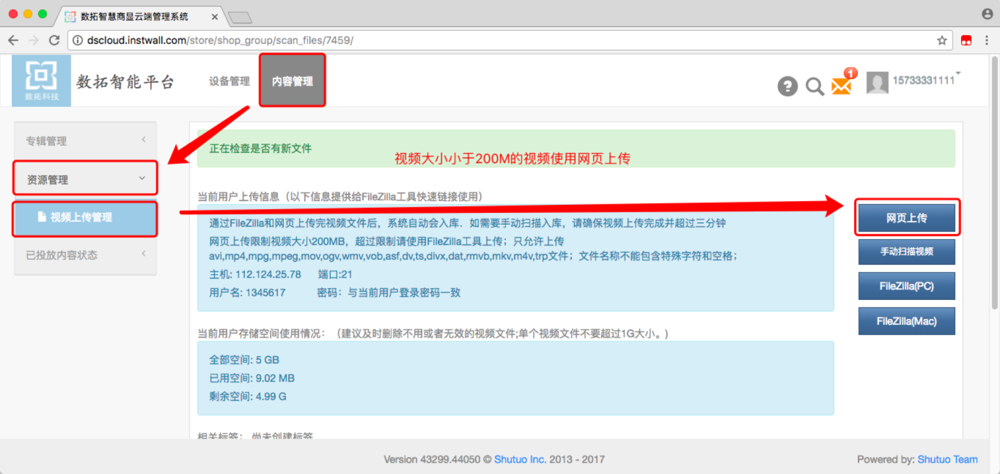 数拓智慧商显云端管理系统
dscloud.instwall.com/store/shop_group/scan_files/7459/
数拓科技
数拓智能平台
设备管理
内容管理
?
1
15733331111
专辑管理
资源管理
视频上传管理
已投放内容状态
正在检查是否有新文件
视频大小小于200M的视频使用网页上传
当前用户上传信息（以下信息提供给FileZilla工具快速链接使用）
通过FileZilla和网页上传完视频文件后，系统自动会入库．如需要手动扫描入库，请确保视频上传完成并超过三分钟
网页上传限制视频大小200MB，超过限制请使用FileZilla工具上传；只允许上传
avi,mp4,mpg,mpeg,mov,ogv,wmv,vob,asf,dv,ts,divx,dat,rmvb,mkv,m4v,trp文件；文件名称不能包含特殊字符和空格；
主机: 112.124.25.78 端口:21
用户名: 1345617 密码：与当前用户登录密码一致
网页上传
手动扫描视频
FileZilla(PC)
FileZilla(Mac)
当前用户存储空间使用情况：（建议及时删除不用或者无效的视频文件;单个视频文件不要超过1G大小。)
全部空间: 5 GB
已用空间: 9.02 MB
剩余空间: 4.99 G
相关标签： 尚未创建标签
Version 43299.44050 © Shutuo Inc. 2013 - 2017
Powered by: Shutuo Team